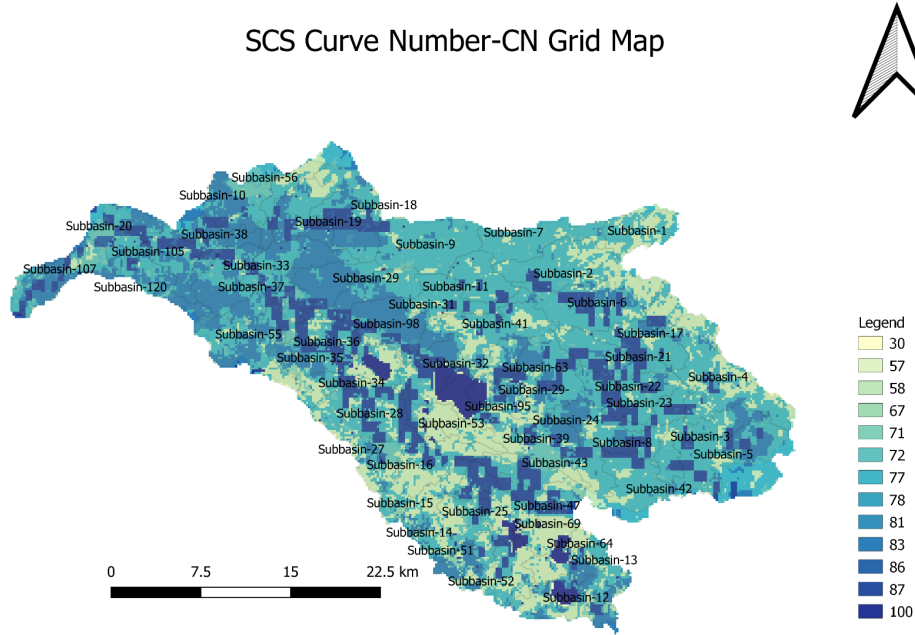 SCS Curve Number-CN Grid Map
Subbasin-56
Subbasin-10
Subbasin-18
Subbasin-19
Subbasin-20
Subbasin-38
Subbasin-9
Subbasin-7
Subbasin-1
Subbasin-105
Subbasin-107
Subbasin-33
Subbasin-2
Subbasin-120
Subbasin-37
Subbasin-29
Subbasin-11
Subbasin-31
Subbasin-6
Subbasin-98
Subbasin-41
Subbasin-55
Subbasin-36
Subbasin-17
Subbasin-35
Subbasin-32
Subbasin-63
Subbasin-21
Subbasin-34
Subbasin-29-
Subbasin-22
Subbasin-4
Subbasin-28
Subbasin-95
Subbasin-23
Subbasin-53
Subbasin-24
Subbasin-27
Subbasin-39
Subbasin-8
Subbasin-3
Subbasin-16
Subbasin-43
Subbasin-5
Subbasin-15
Subbasin-25
Subbasin-47
Subbasin-42
Subbasin-14-
Subbasin-69
Subbasin-51
Subbasin-64
Subbasin-13
Subbasin-52
Subbasin-12
0 7.5 15 22.5 km
Legend
30
57
58
67
71
72
77
78
81
83
86
87
100